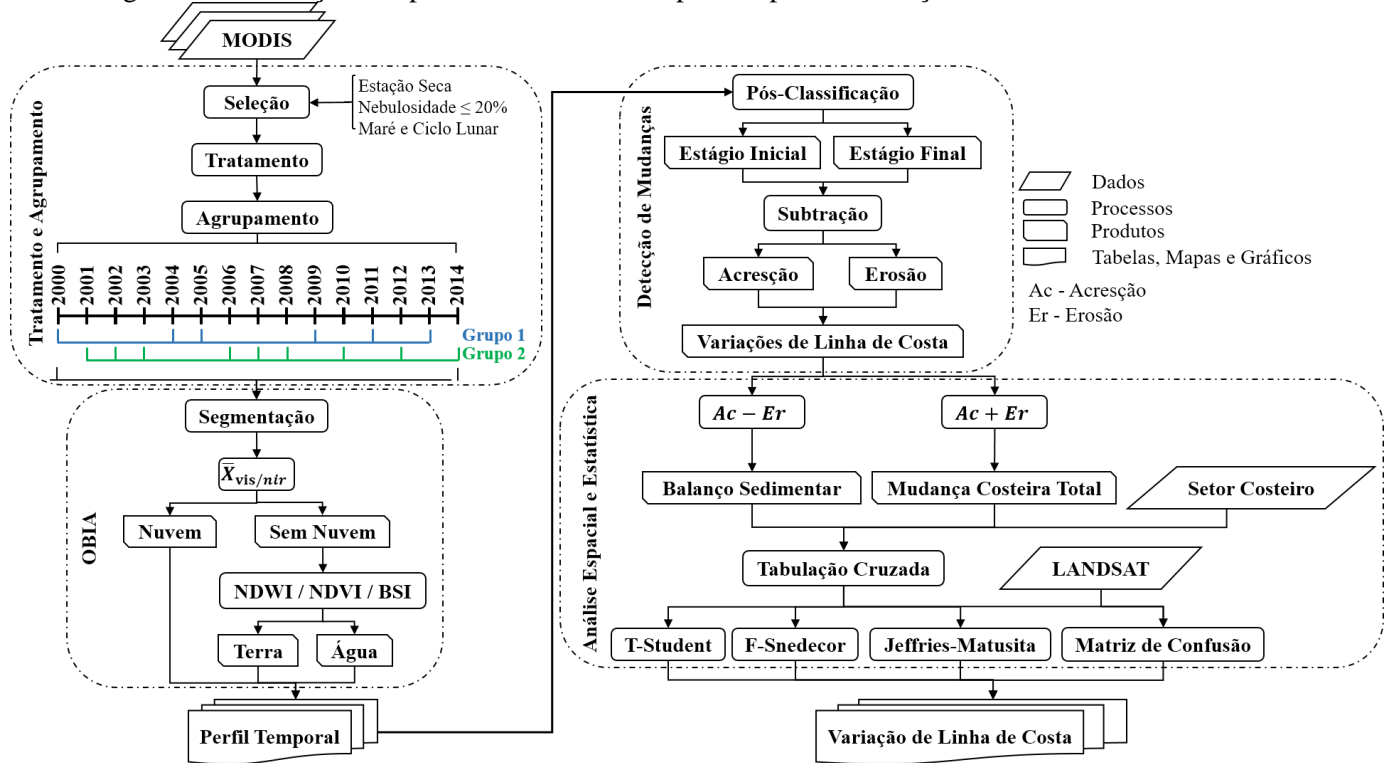 MODIS
Tratamento e Agrupamento
Seleção
Estação Seca
Nebulosidade ≤ 20%
Maré e Ciclo Lunar
Tratamento
Agrupamento
2000 2001 2002 2003 2004 2005 2006 2007 2008 2009 2010 2011 2012 2013 2014
Grupo 1
Grupo 2
OBIA
Segmentação
X̅vis/nir
Nuvem
Sem Nuvem
NDWI / NDVI / BSI
Terra
Água
Perfil Temporal
Detecção de Mudanças
Pós-Classificação
Estágio Inicial
Estágio Final
Subtração
Acresção
Erosão
Variações de Linha de Costa
Dados
Processos
Produtos
Tabelas, Mapas e Gráficos
Ac - Acresção
Er - Erosão
Análise Espacial e Estatística
Ac − Er
Ac + Er
Balanço Sedimentar
Mudança Costeira Total
Setor Costeiro
Tabulação Cruzada
LANDSAT
T-Student
F-Snedecor
Jeffries-Matusita
Matriz de Confusão
Variação de Linha de Costa